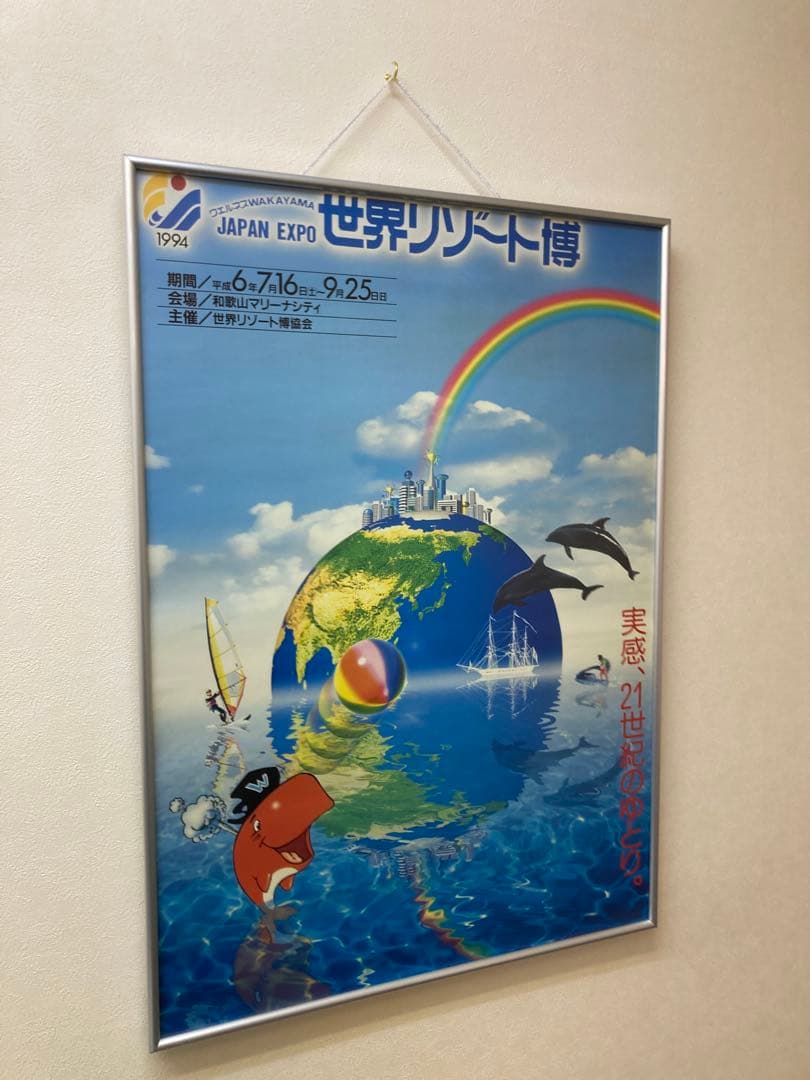 1994
ウエルネスWAKAYAMA
JAPAN EXPO 世界リゾート博
期間／平成6年7月16日(土)〜9月25日(日)
会場／和歌山マリーナシティ
主催／世界リゾート博協会
実感、21世紀のゆとり。
W